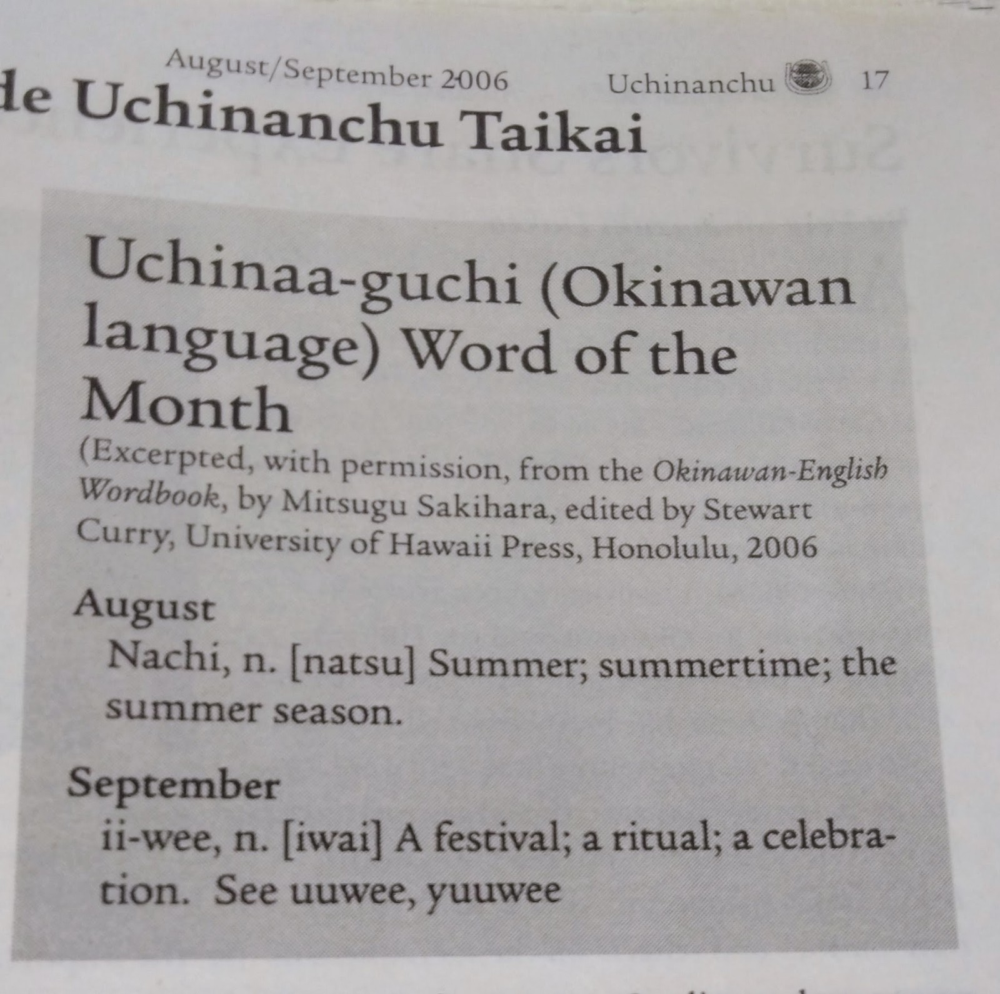 August/September 2006
Uchinanchu 17
de Uchinanchu Taikai
Uchinaa-guchi (Okinawan
language) Word of the
Month
(Excerpted, with permission, from the Okinawan-English
Wordbook, by Mitsugu Sakihara, edited by Stewart
Curry, University of Hawaii Press, Honolulu, 2006
August
Nachi, n. [natsu] Summer; summertime; the
summer season.
September
ii-wee, n. [iwai] A festival; a ritual; a celebra-
tion. See uuwee, yuuwee